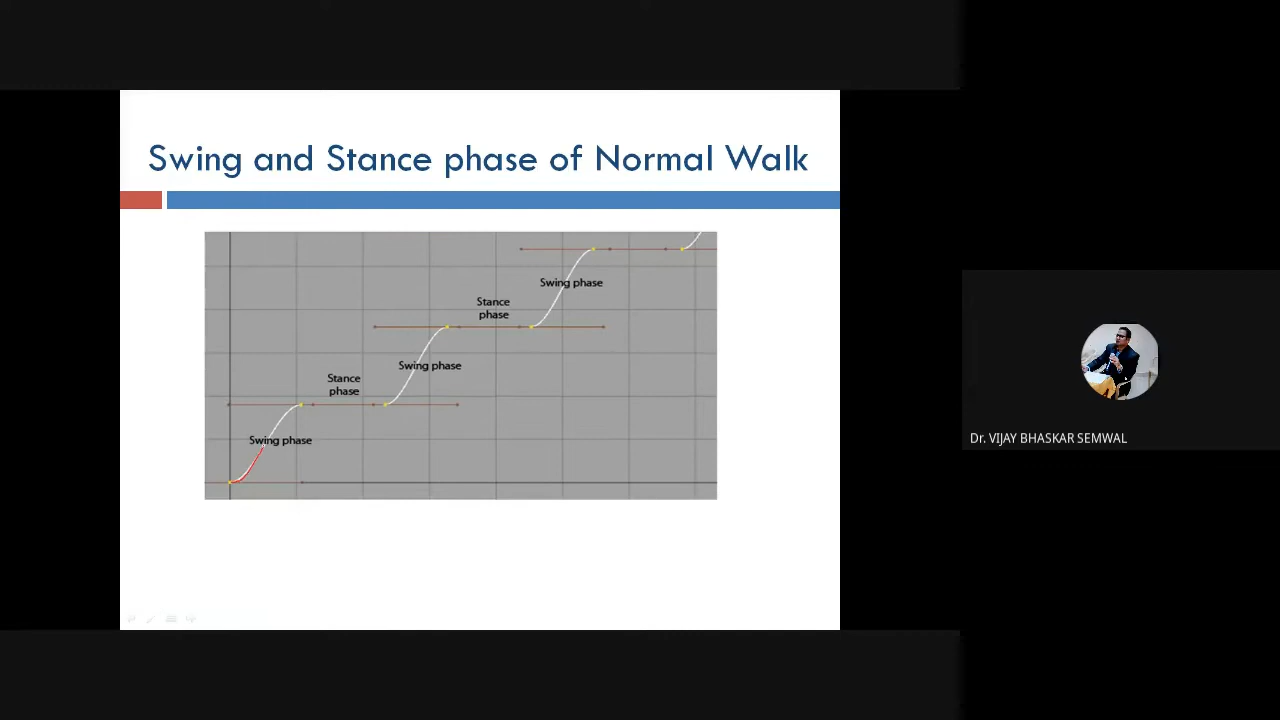 Swing and Stance phase of Normal Walk
Swing phase
Stance
phase
Swing phase
Stance
phase
Swing phase
Dr. VIJAY BHASKAR SEMWAL